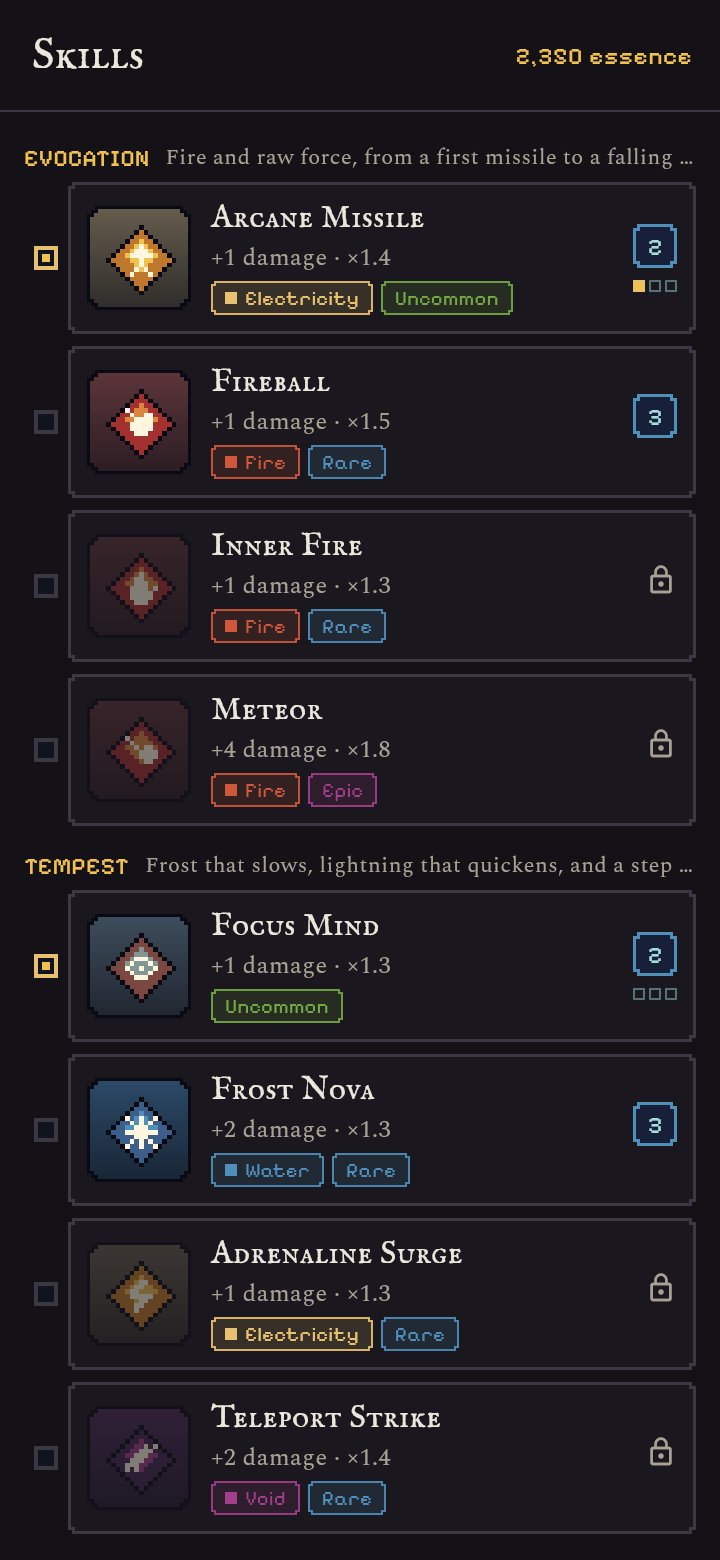 Skills
2,380 essence
EVOCATION Fire and raw force, from a first missile to a falling ...
Arcane Missile
+1 damage · ×1.4
2
Electricity Uncommon
Fireball
+1 damage · ×1.5
3
Fire Rare
Inner Fire
+1 damage · ×1.3
Fire Rare
Meteor
+4 damage · ×1.8
Fire Epic
TEMPEST Frost that slows, lightning that quickens, and a step ...
Focus Mind
+1 damage · ×1.3
2
Uncommon
Frost Nova
+2 damage · ×1.3
3
Water Rare
Adrenaline Surge
+1 damage · ×1.3
Electricity Rare
Teleport Strike
+2 damage · ×1.4
Void Rare